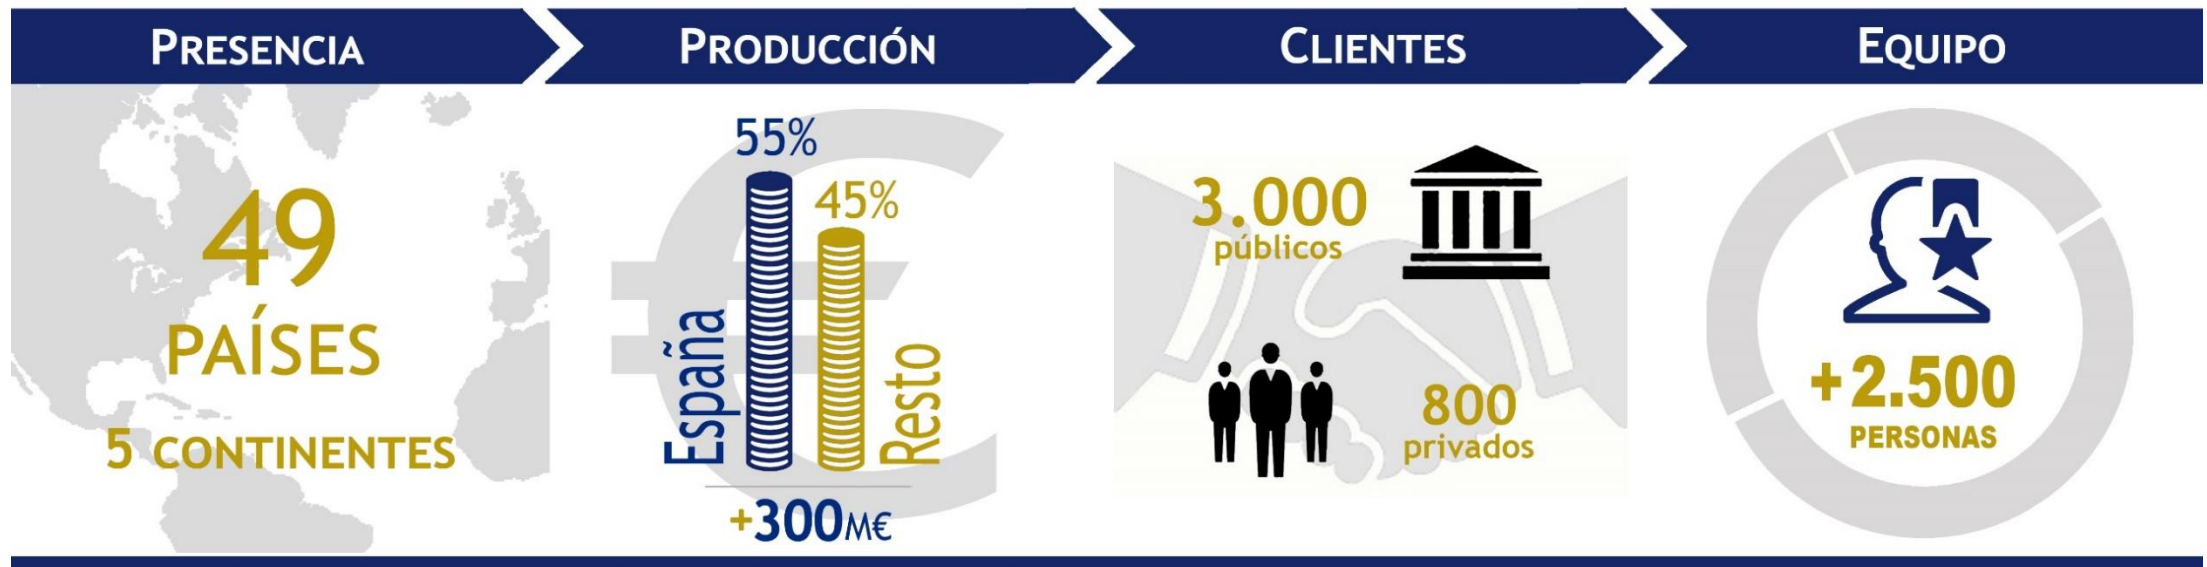 PRESENCIA
PRODUCCIÓN
CLIENTES
EQUIPO
49
PAÍSES
5 CONTINENTES
55%
45%
España
Resto
+300M€
3.000
públicos
800
privados
+2.500
PERSONAS